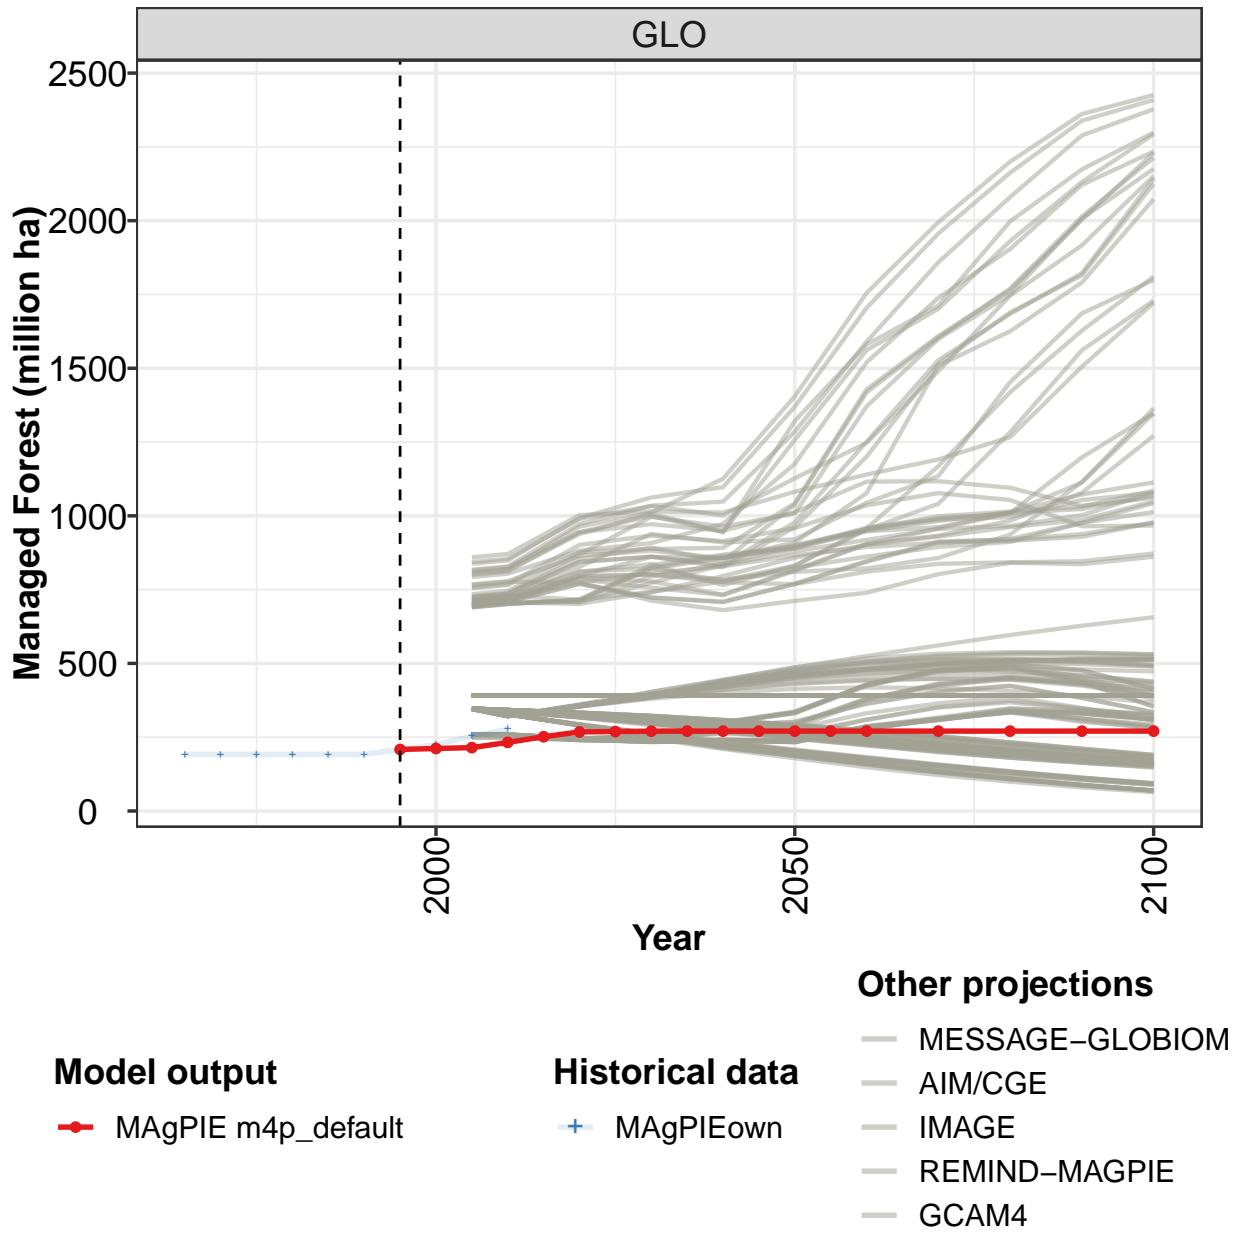 GLO
2500
2000
1500
1000
500
0
Managed Forest (million ha)
2000
2050
2100
Year
Model output
MAgPIE m4p_default
Historical data
MAgPIEown
Other projections
MESSAGE−GLOBIOM
AIM/CGE
IMAGE
REMIND−MAGPIE
GCAM4